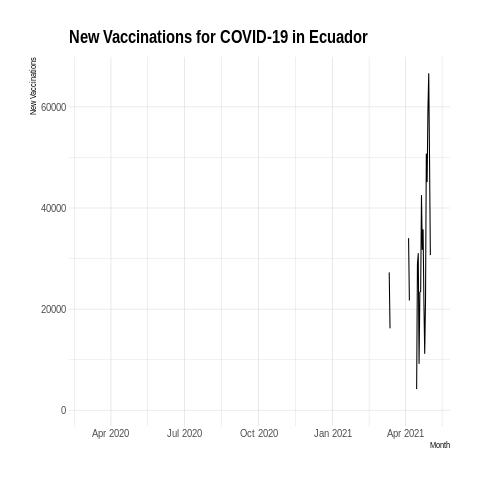 New Vaccinations for COVID-19 in Ecuador
New Vaccinations
60000
40000
20000
0
Apr 2020 Jul 2020 Oct 2020 Jan 2021 Apr 2021
Month